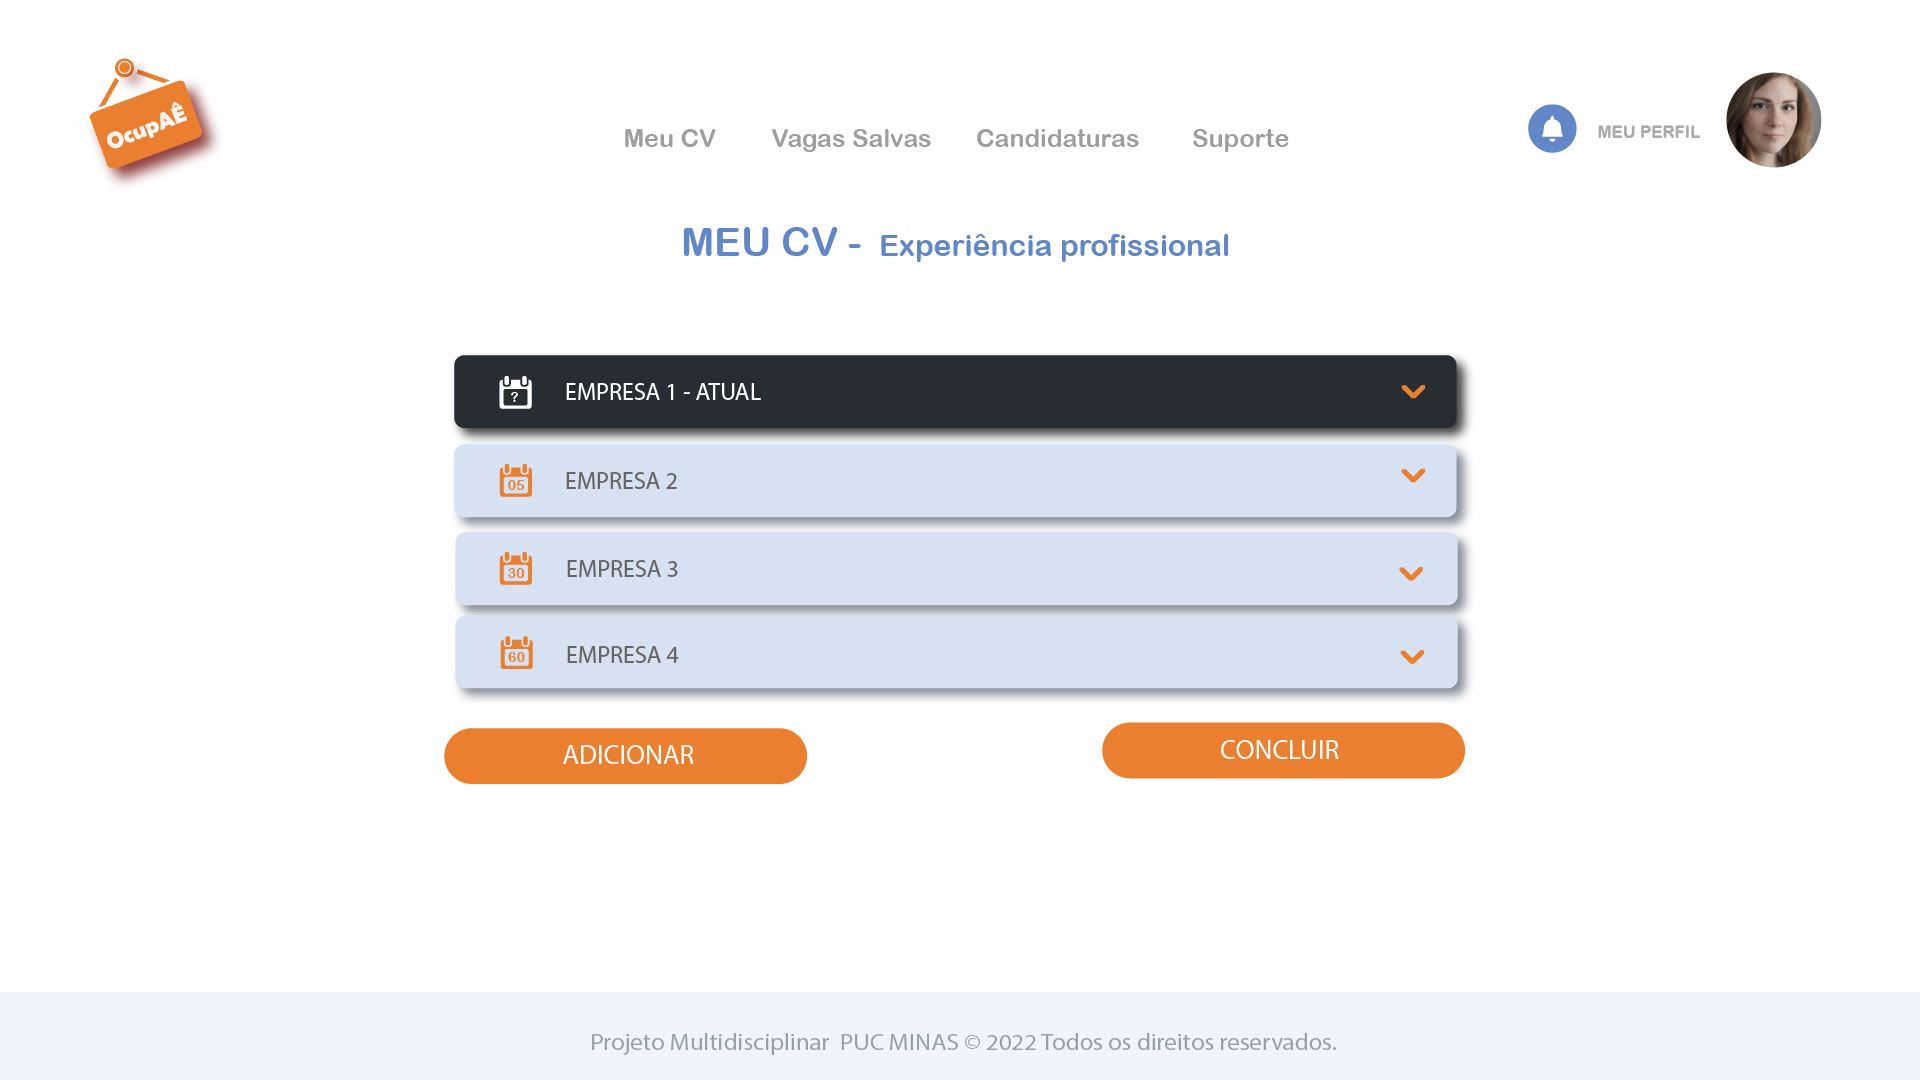 OcupAÊ
Meu CV Vagas Salvas Candidaturas Suporte
MEU PERFIL
MEU CV - Experiência profissional
? EMPRESA 1 - ATUAL
05 EMPRESA 2
30 EMPRESA 3
60 EMPRESA 4
ADICIONAR CONCLUIR
Projeto Multidisciplinar PUC MINAS © 2022 Todos os direitos reservados.